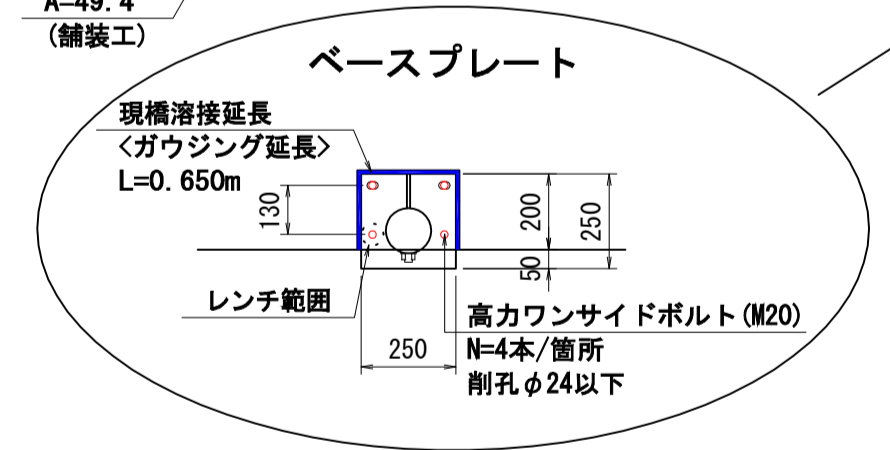 A=49.4
(舗装工)
ベースプレート
現橋溶接延長
<ガウジング延長>
L=0.650m
130
200
250
50
レンチ範囲
250
高力ワンサイドボルト(M20)
N=4本/箇所
削孔φ24以下